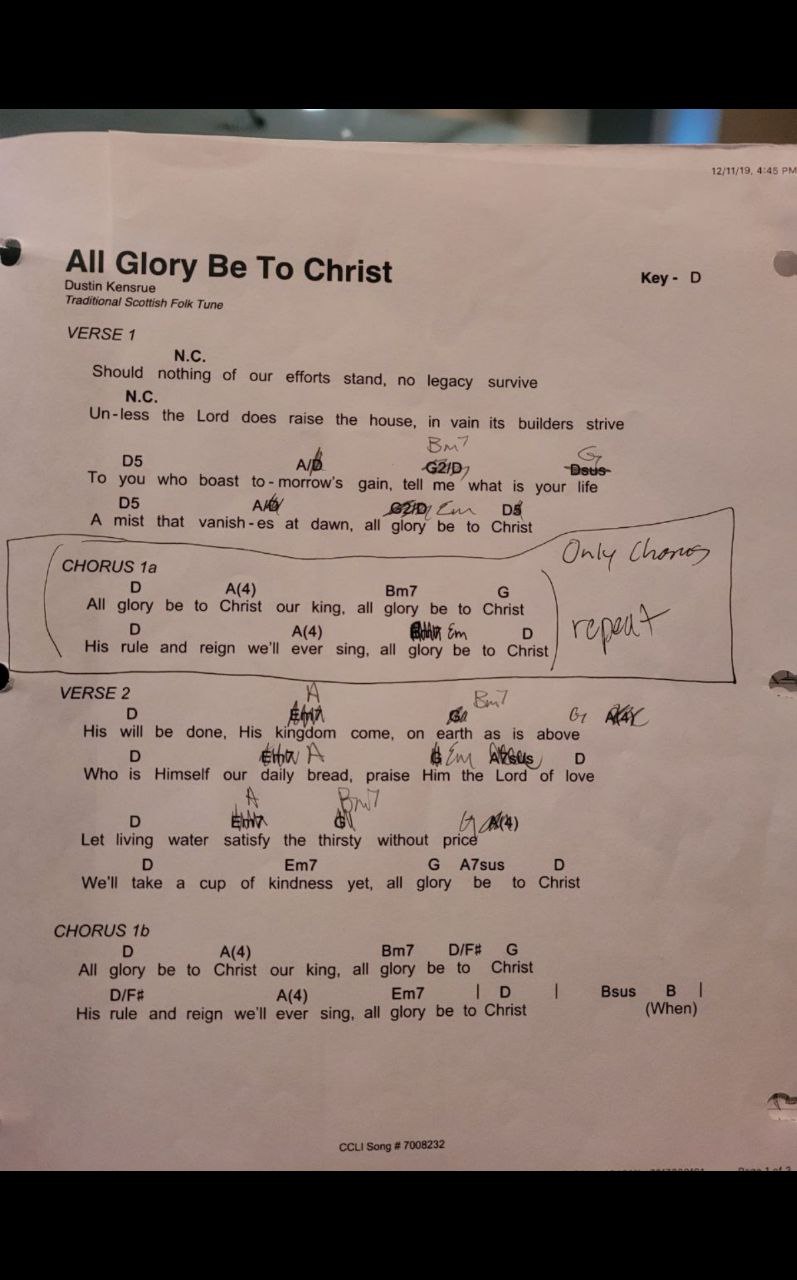 12/11/19, 4:45 PM
All Glory Be To Christ
Key - D
Dustin Kensrue
Traditional Scottish Folk Tune
VERSE 1
N.C.
Should nothing of our efforts stand, no legacy survive
N.C.
Un-less the Lord does raise the house, in vain its builders strive
Bm7 G
D5 A/D G2/D Dsus
To you who boast to-morrow's gain, tell me what is your life
D5 G2/D Em D5
A mist that vanish-es at dawn, all glory be to Christ
Only Chorus
CHORUS 1a
D A(4) Bm7 G
All glory be to Christ our king, all glory be to Christ
repeat
D A(4) Em D
His rule and reign we'll ever sing, all glory be to Christ
VERSE 2
A Bm7
D Em7 G G A(4)
His will be done, His kingdom come, on earth as is above
D Em7 A G Em A7sus D
Who is Himself our daily bread, praise Him the Lord of love
A Bm7
D Em7 G G A(4)
Let living water satisfy the thirsty without price
D Em7 G A7sus D
We'll take a cup of kindness yet, all glory be to Christ
CHORUS 1b
D A(4) Bm7 D/F# G
All glory be to Christ our king, all glory be to Christ
D/F# A(4) Em7 | D | Bsus B |
His rule and reign we'll ever sing, all glory be to Christ (When)
CCLI Song # 7008232